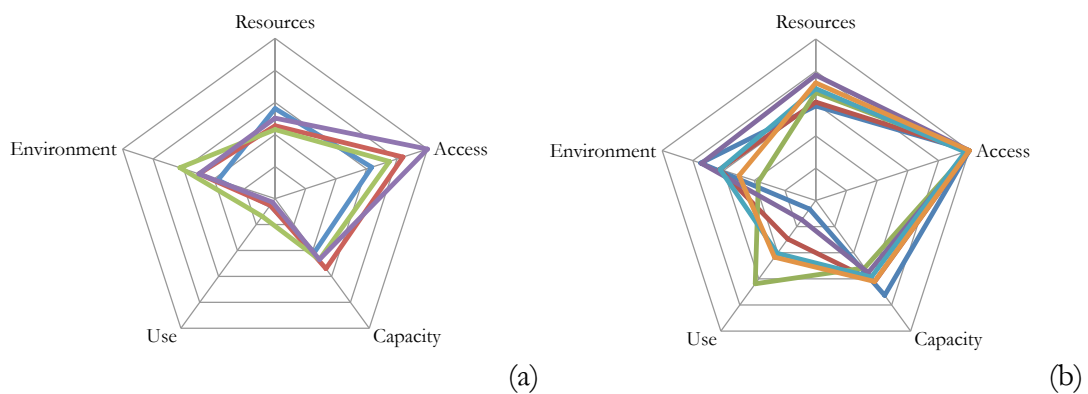 Resources
Environment
Access
Use
Capacity
(a)
Resources
Environment
Access
Use
Capacity
(b)